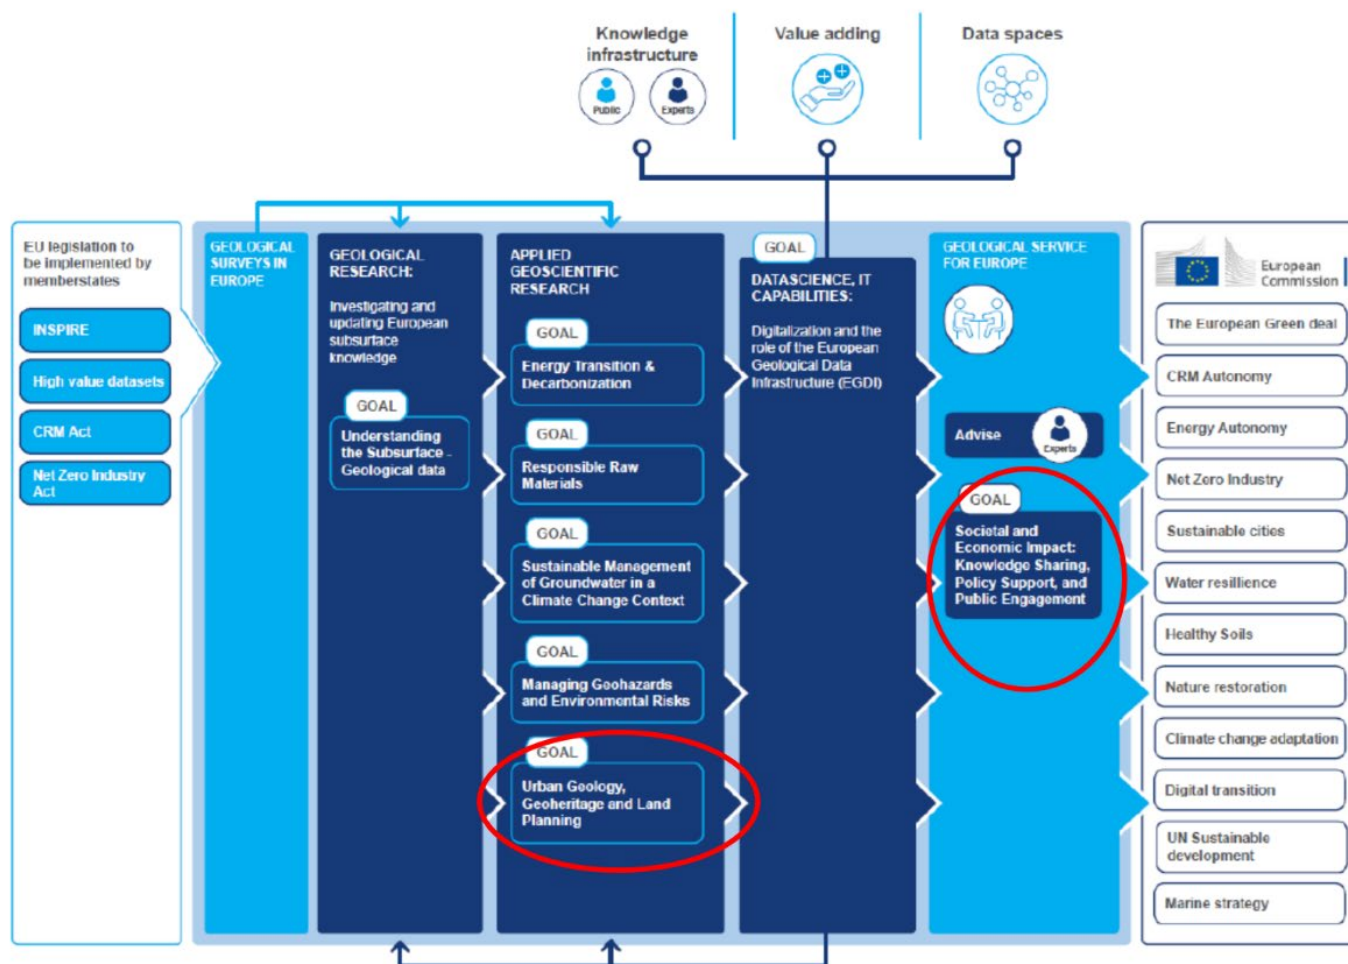 Knowledge
infrastructure
Public
Experts
Value adding
Data spaces
EU legislation to
be implemented by
memberstates
INSPIRE
High value datasets
CRM Act
Net Zero Industry
Act
GEOLOGICAL
SURVEYS IN
EUROPE
GEOLOGICAL
RESEARCH:
Investigating and
updating European
subsurface
knowledge
GOAL
Understanding
the Subsurface -
Geological data
APPLIED
GEOSCIENTIFIC
RESEARCH
GOAL
Energy Transition &
Decarbonization
GOAL
Responsible Raw
Materials
GOAL
Sustainable Management
of Groundwater in a
Climate Change Context
GOAL
Managing Geohazards
and Environmental Risks
GOAL
Urban Geology,
Geoheritage and Land
Planning
GOAL
DATASCIENCE, IT
CAPABILITIES:
Digitalization and the
role of the European
Geological Data
Infrastructure (EGDI)
GEOLOGICAL SERVICE
FOR EUROPE
Advise
Experts
GOAL
Societal and
Economic Impact:
Knowledge Sharing,
Policy Support, and
Public Engagement
European
Commission
The European Green deal
CRM Autonomy
Energy Autonomy
Net Zero Industry
Sustainable cities
Water resillience
Healthy Soils
Nature restoration
Climate change adaptation
Digital transition
UN Sustainable
development
Marine strategy